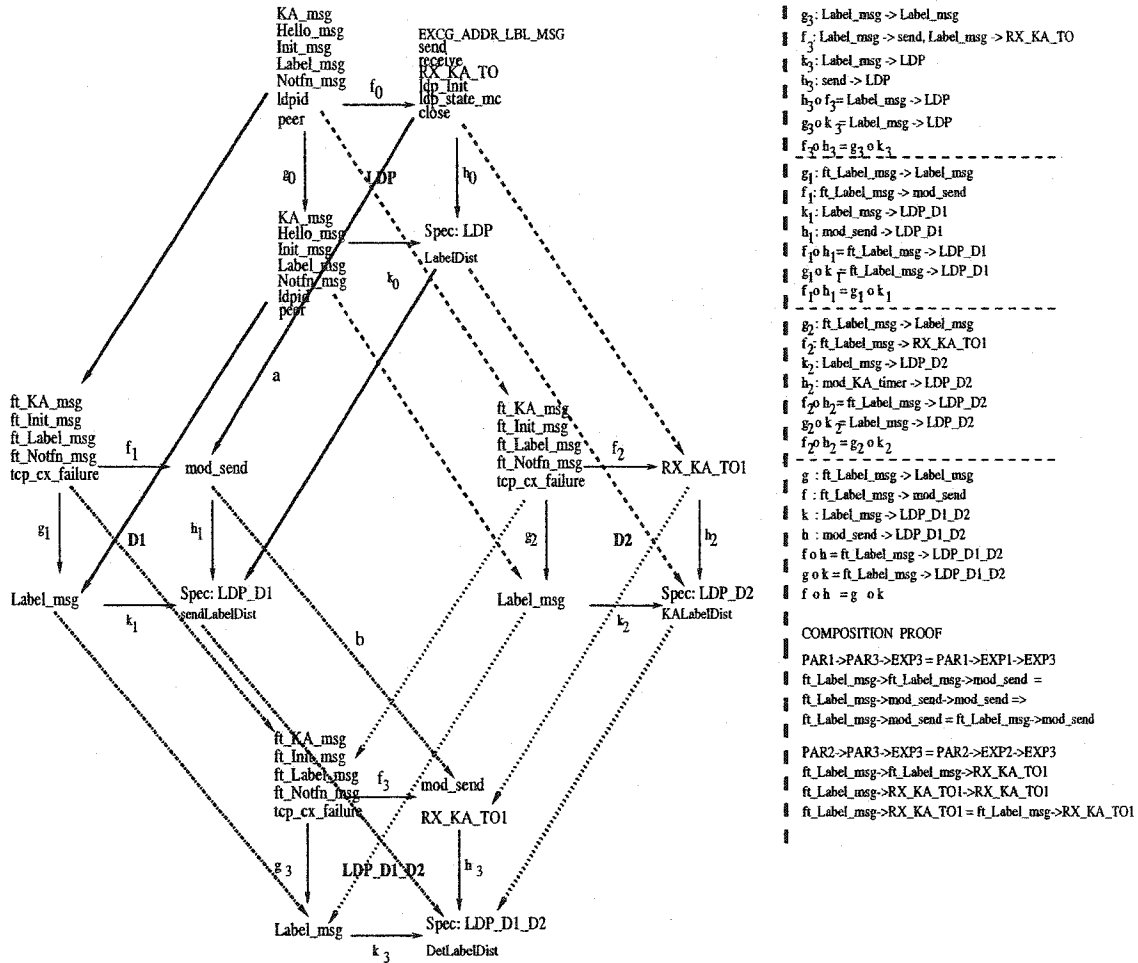 KA_msg
Hello_msg
Init_msg
Label_msg
Notfn_msg
ldpid
peer
EXCG_ADDR_LBL_MSG
send
receive
RX_KA_TO
ldp_Init
ldp_state_mc
close
f0
g0
LDP
h0
KA_msg
Hello_msg
Init_msg
Label_msg
Notfn_msg
ldpid
peer
Spec: LDP
LabelDist
k0
a
ft_KA_msg
ft_Init_msg
ft_Label_msg
ft_Notfn_msg
tcp_cx_failure
f1
mod_send
g1
D1
h1
Label_msg
k1
Spec: LDP_D1
sendLabelDist
ft_KA_msg
ft_Init_msg
ft_Label_msg
ft_Notfn_msg
tcp_cx_failure
f2
RX_KA_TO1
g2
D2
h2
Label_msg
k2
Spec: LDP_D2
KALabelDist
b
ft_KA_msg
ft_Init_msg
ft_Label_msg
ft_Notfn_msg
tcp_cx_failure
f3
mod_send
RX_KA_TO1
g3
LDP_D1_D2
h3
Label_msg
k3
Spec: LDP_D1_D2
DetLabelDist
g3: Label_msg -> Label_msg
f3: Label_msg -> send, Label_msg -> RX_KA_TO
k3: Label_msg -> LDP
h3: send -> LDP
h3 o f3 = Label_msg -> LDP
g3 o k3 = Label_msg -> LDP
f3 o h3 = g3 o k3
g1: ft_Label_msg -> Label_msg
f1: ft_Label_msg -> mod_send
k1: Label_msg -> LDP_D1
h1: mod_send -> LDP_D1
f1 o h1 = ft_Label_msg -> LDP_D1
g1 o k1 = ft_Label_msg -> LDP_D1
f1 o h1 = g1 o k1
g2: ft_Label_msg -> Label_msg
f2: ft_Label_msg -> RX_KA_TO1
k2: Label_msg -> LDP_D2
h2: mod_KA_timer -> LDP_D2
f2 o h2 = ft_Label_msg -> LDP_D2
g2 o k2 = Label_msg -> LDP_D2
f2 o h2 = g2 o k2
g : ft_Label_msg -> Label_msg
f : ft_Label_msg -> mod_send
k : Label_msg -> LDP_D1_D2
h : mod_send -> LDP_D1_D2
f o h = ft_Label_msg -> LDP_D1_D2
g o k = ft_Label_msg -> LDP_D1_D2
f o h = g o k
COMPOSITION PROOF
PAR1->PAR3->EXP3 = PAR1->EXP1->EXP3
ft_Label_msg->ft_Label_msg->mod_send =
ft_Label_msg->mod_send->mod_send =>
ft_Label_msg->mod_send = ft_Label_msg->mod_send
PAR2->PAR3->EXP3 = PAR2->EXP2->EXP3
ft_Label_msg->ft_Label_msg->RX_KA_TO1
ft_Label_msg->RX_KA_TO1->RX_KA_TO1
ft_Label_msg->RX_KA_TO1 = ft_Label_msg->RX_KA_TO1